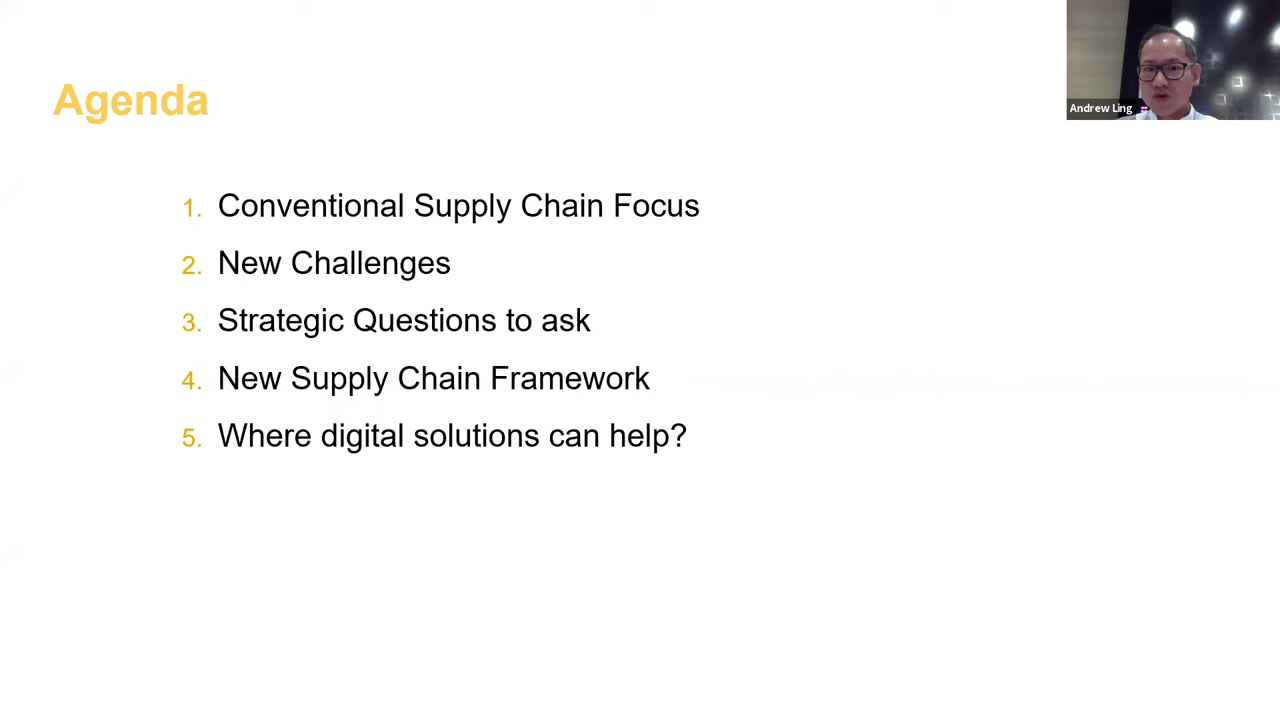 Agenda
Andrew Ling
1. Conventional Supply Chain Focus
2. New Challenges
3. Strategic Questions to ask
4. New Supply Chain Framework
5. Where digital solutions can help?